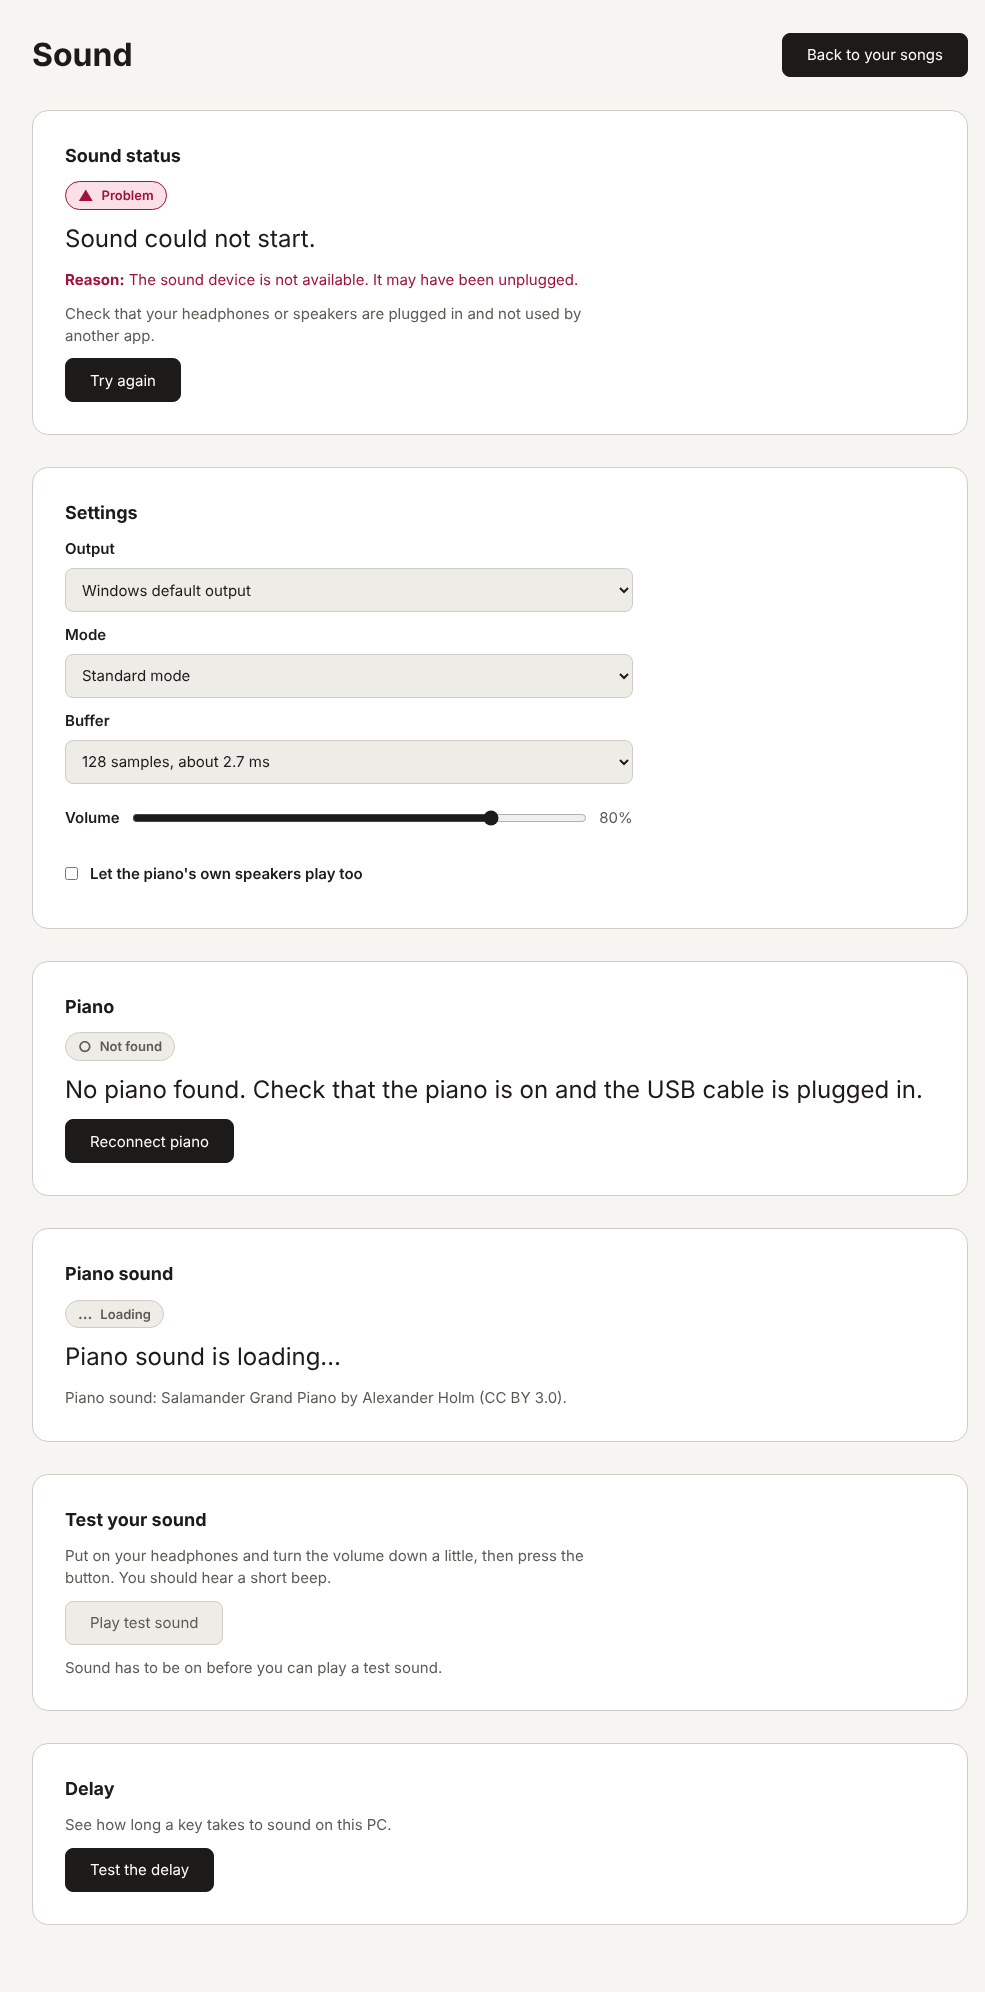 Sound
Back to your songs
Sound status
Problem
Sound could not start.
Reason: The sound device is not available. It may have been unplugged.
Check that your headphones or speakers are plugged in and not used by
another app.
Try again
Settings
Output
Windows default output
Mode
Standard mode
Buffer
128 samples, about 2.7 ms
Volume 80%
Let the piano's own speakers play too
Piano
Not found
No piano found. Check that the piano is on and the USB cable is plugged in.
Reconnect piano
Piano sound
... Loading
Piano sound is loading...
Piano sound: Salamander Grand Piano by Alexander Holm (CC BY 3.0).
Test your sound
Put on your headphones and turn the volume down a little, then press the
button. You should hear a short beep.
Play test sound
Sound has to be on before you can play a test sound.
Delay
See how long a key takes to sound on this PC.
Test the delay